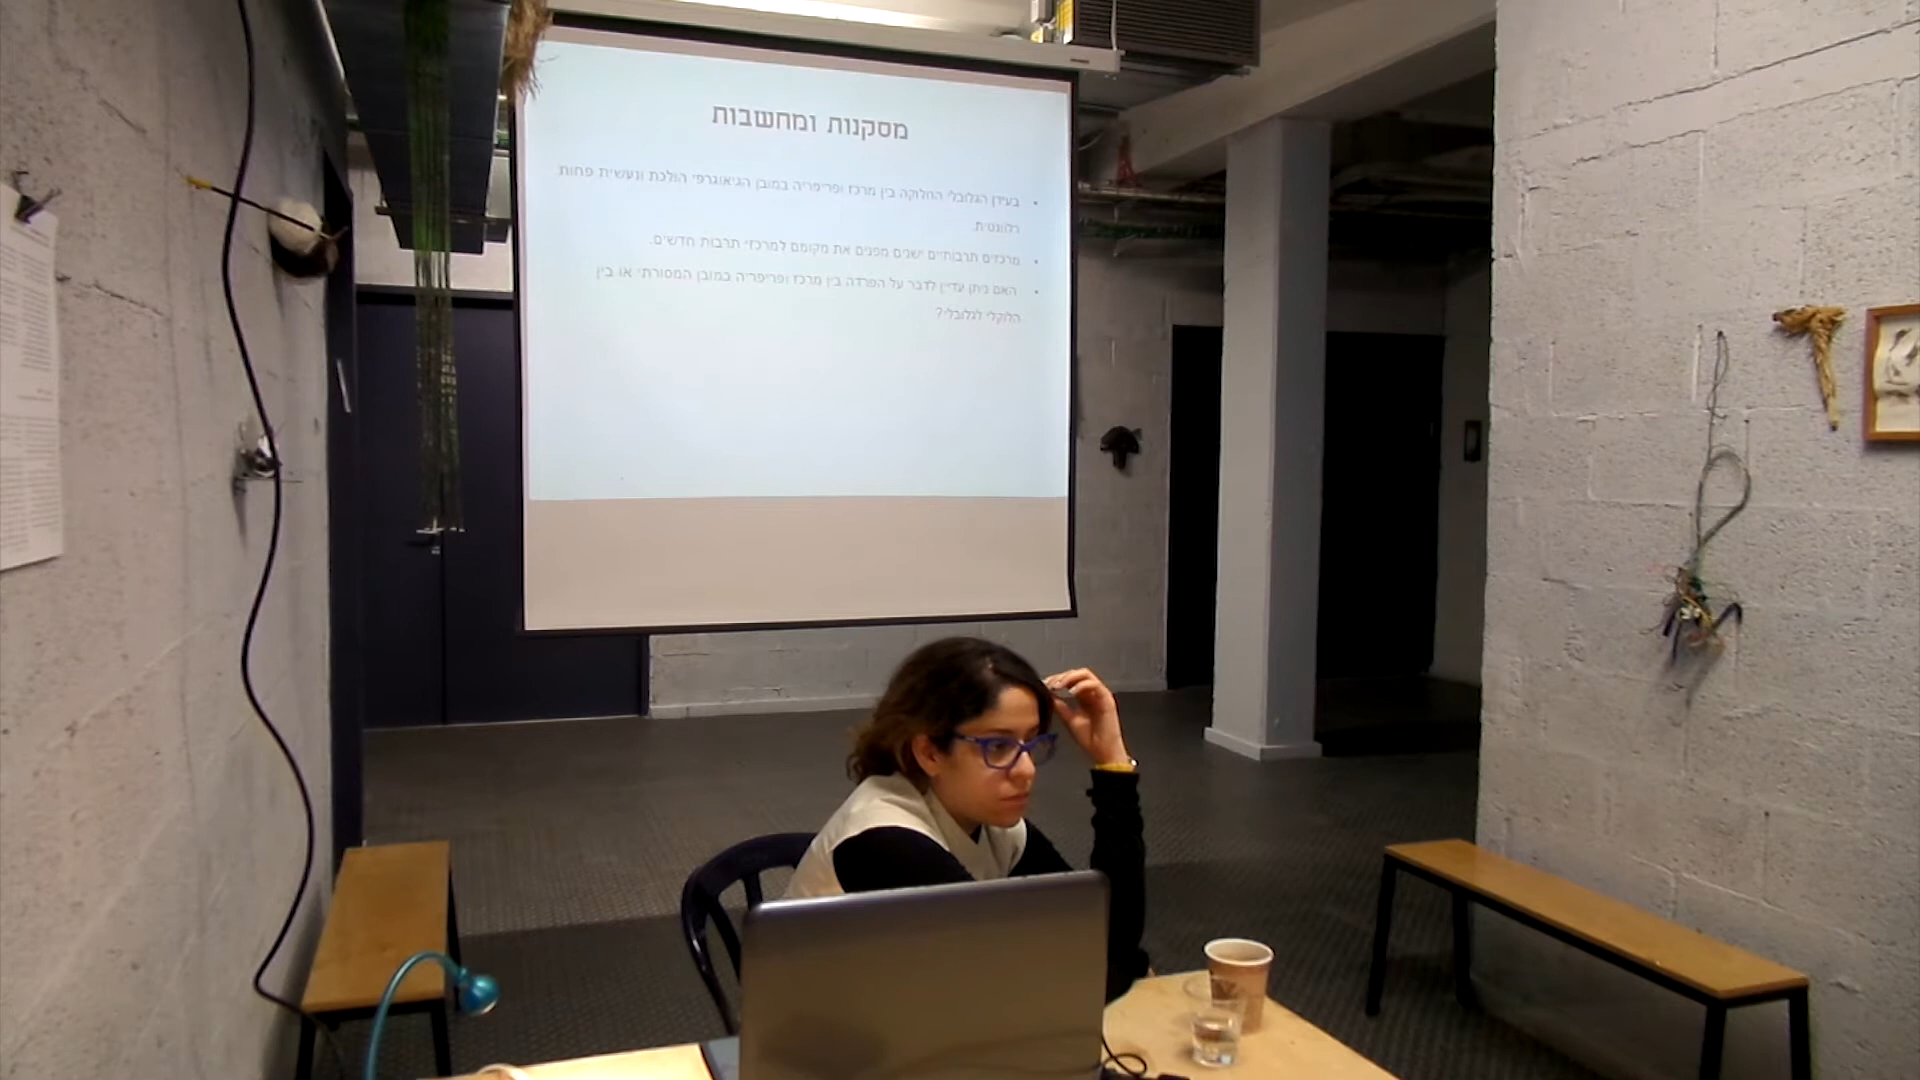 מסקנות ומחשבות
• בעידן הגלובלי החלוקה בין מרכז ופריפריה במובן הגיאוגרפי הולכת ונעשית פחות
רלוונטית.
• מרכזים תרבותיים ישנים מפנים את מקומם למרכזי תרבות חדשים.
• האם ניתן עדיין לדבר על הפרדה בין מרכז ופריפריה במובן המסורתי או בין
הלוקלי לגלובלי?